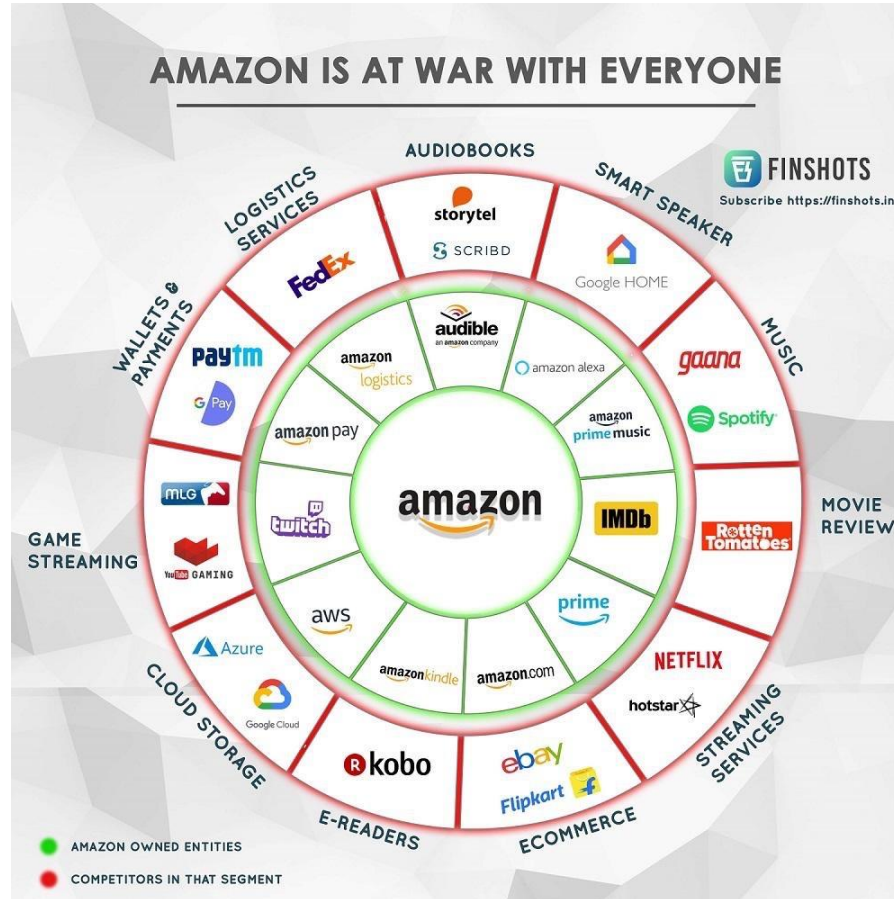 AMAZON IS AT WAR WITH EVERYONE
FINSHOTS
Subscribe https://finshots.in
AUDIOBOOKS
storytel
SCRIBD
audible
an amazon company
SMART SPEAKER
Google HOME
amazon alexa
MUSIC
gaana
Spotify
amazon
prime music
MOVIE
REVIEW
Rotten
Tomatoes
IMDb
STREAMING
SERVICES
NETFLIX
hotstar
prime
ECOMMERCE
ebay
Flipkart
amazon.com
E-READERS
kobo
amazonkindle
CLOUD STORAGE
Azure
Google Cloud
aws
GAME
STREAMING
MLG
YouTube GAMING
twitch
WALLETS &
PAYMENTS
paytm
G Pay
amazon pay
LOGISTICS
SERVICES
FedEx
amazon
logistics
amazon
AMAZON OWNED ENTITIES
COMPETITORS IN THAT SEGMENT